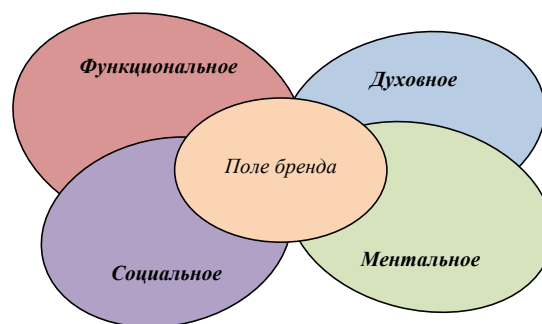 Функциональное
Духовное
Поле бренда
Социальное
Ментальное